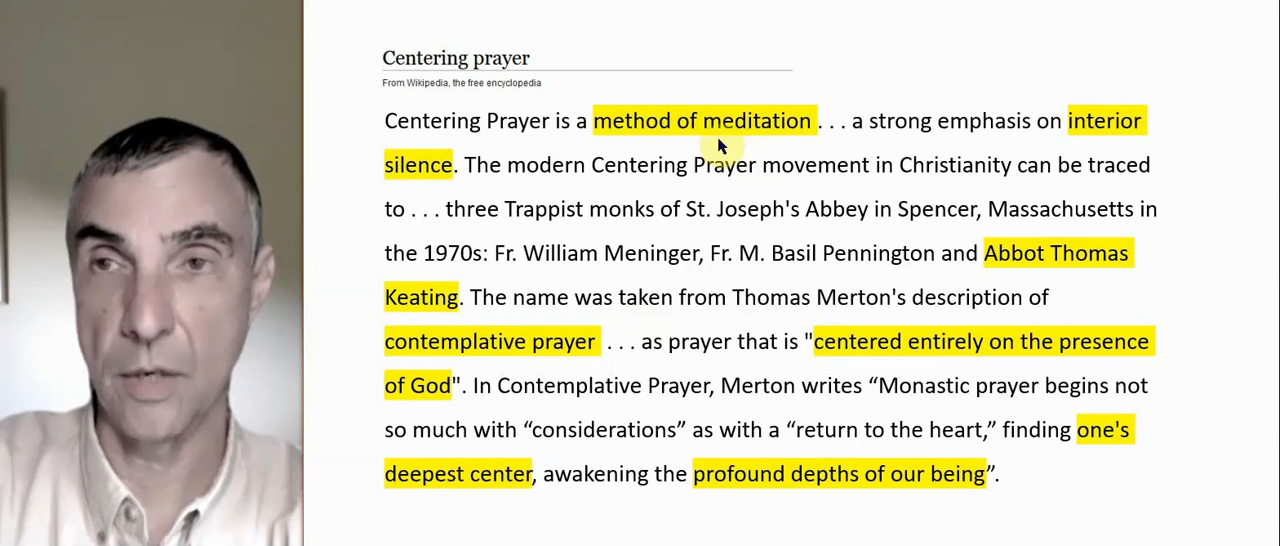 Centering prayer
From Wikipedia, the free encyclopedia
Centering Prayer is a method of meditation . . . a strong emphasis on interior
silence. The modern Centering Prayer movement in Christianity can be traced
to . . . three Trappist monks of St. Joseph's Abbey in Spencer, Massachusetts in
the 1970s: Fr. William Meninger, Fr. M. Basil Pennington and Abbot Thomas
Keating. The name was taken from Thomas Merton's description of
contemplative prayer . . . as prayer that is "centered entirely on the presence
of God". In Contemplative Prayer, Merton writes “Monastic prayer begins not
so much with “considerations” as with a “return to the heart,” finding one's
deepest center, awakening the profound depths of our being”.